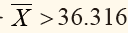 · X̅ > 36.316